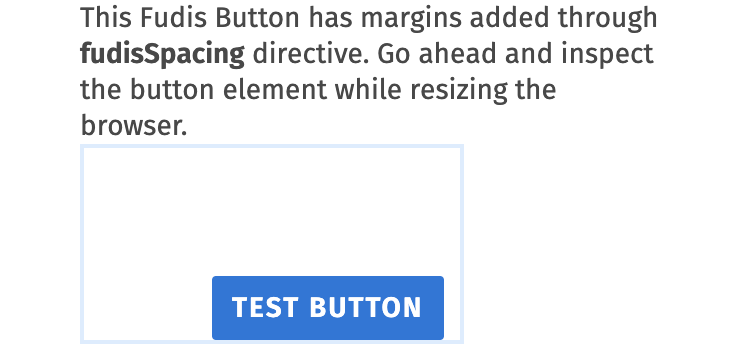 This Fudis Button has margins added through
fudisSpacing directive. Go ahead and inspect
the button element while resizing the
browser.
TEST BUTTON